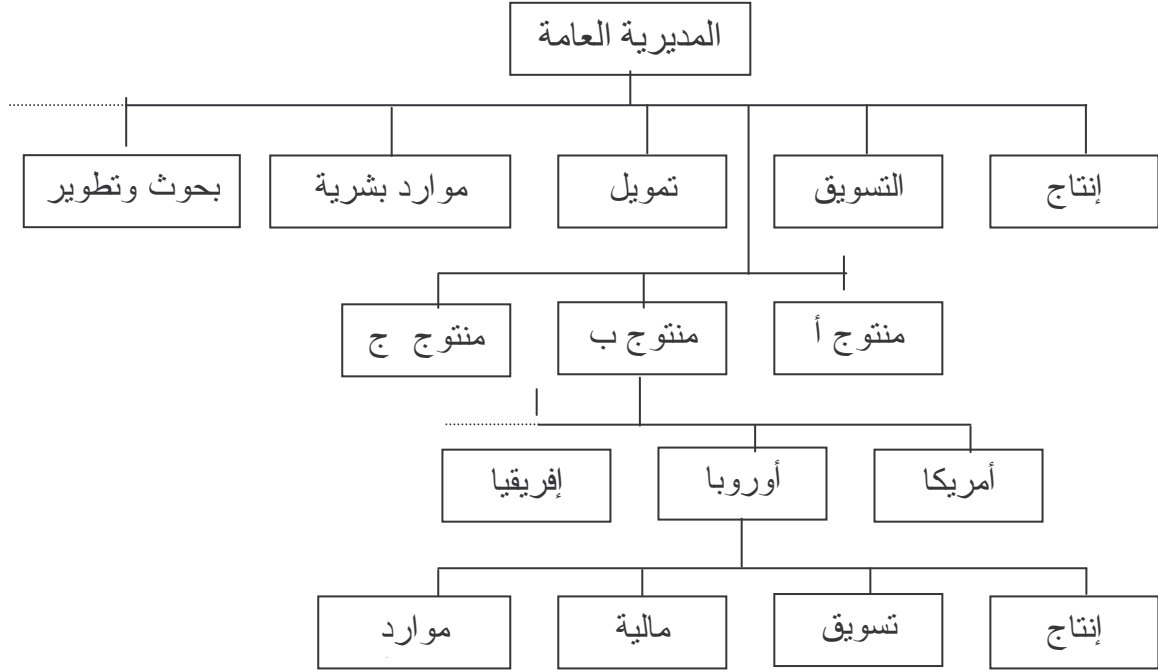 المديرية العامة
إنتاج
التسويق
تمويل
موارد بشرية
بحوث وتطوير
منتوج أ
منتوج ب
منتوج ج
أمريكا
أوروبا
إفريقيا
إنتاج
تسويق
مالية
موارد